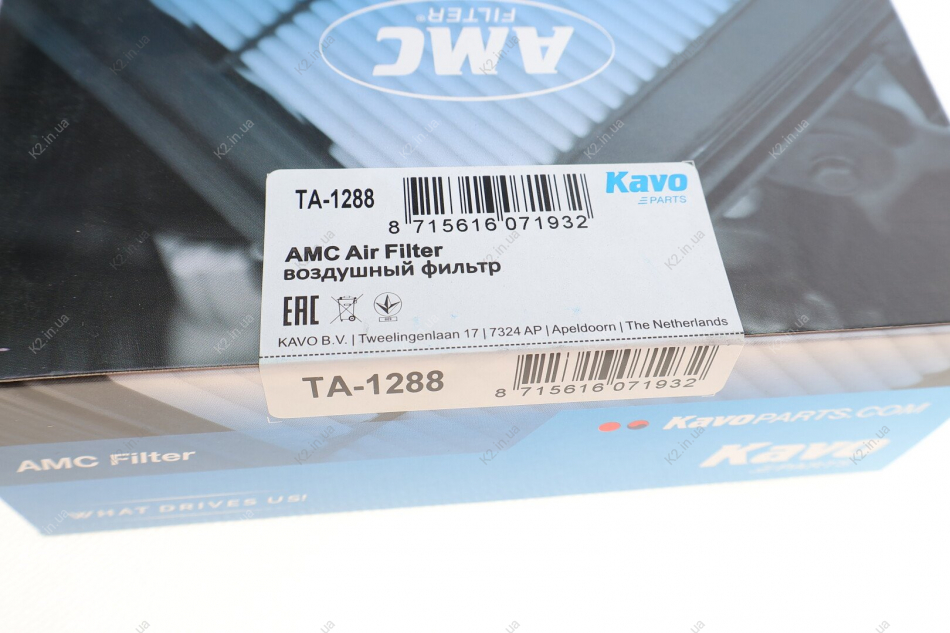 AMC
FILTER®
TA-1288
8 715616 071932
Kavo
PARTS
AMC Air Filter
воздушный фильтр
EAC
KAVO B.V. | Tweelingenlaan 17 | 7324 AP | Apeldoorn | The Netherlands
TA-1288
8 715616 071932
KavoPARTS.COM
AMC Filter
Kavo
PARTS
WHAT DRIVES US!
K2.in.ua